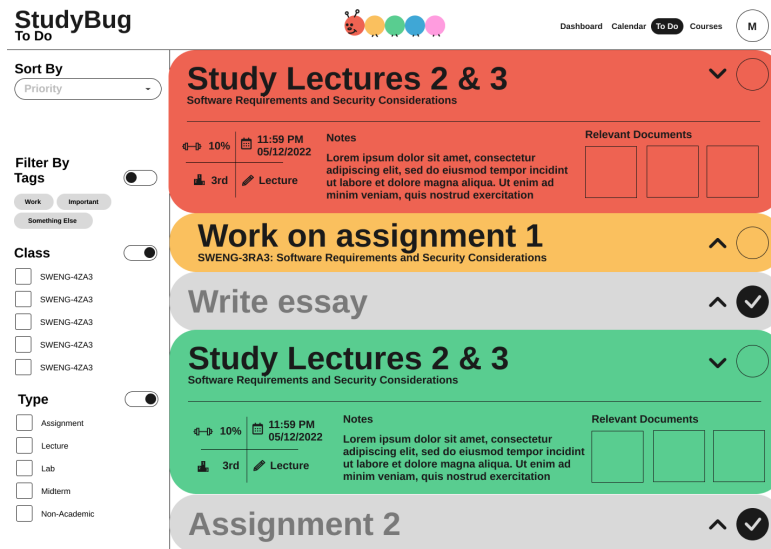 StudyBug
To Do
Dashboard Calendar To Do Courses M
Sort By
Priority
Filter By
Tags
Work Important
Something Else
Class
SWENG-4ZA3
SWENG-4ZA3
SWENG-4ZA3
SWENG-4ZA3
SWENG-4ZA3
Type
Assignment
Lecture
Lab
Midterm
Non-Academic
Study Lectures 2 & 3
Software Requirements and Security Considerations
10%
11:59 PM
05/12/2022
3rd
Lecture
Notes
Lorem ipsum dolor sit amet, consectetur
adipiscing elit, sed do eiusmod tempor incidint
ut labore et dolore magna aliqua. Ut enim ad
minim veniam, quis nostrud exercitation
Relevant Documents
Work on assignment 1
SWENG-3RA3: Software Requirements and Security Considerations
Write essay
Study Lectures 2 & 3
Software Requirements and Security Considerations
10%
11:59 PM
05/12/2022
3rd
Lecture
Notes
Lorem ipsum dolor sit amet, consectetur
adipiscing elit, sed do eiusmod tempor incidint
ut labore et dolore magna aliqua. Ut enim ad
minim veniam, quis nostrud exercitation
Relevant Documents
Assignment 2